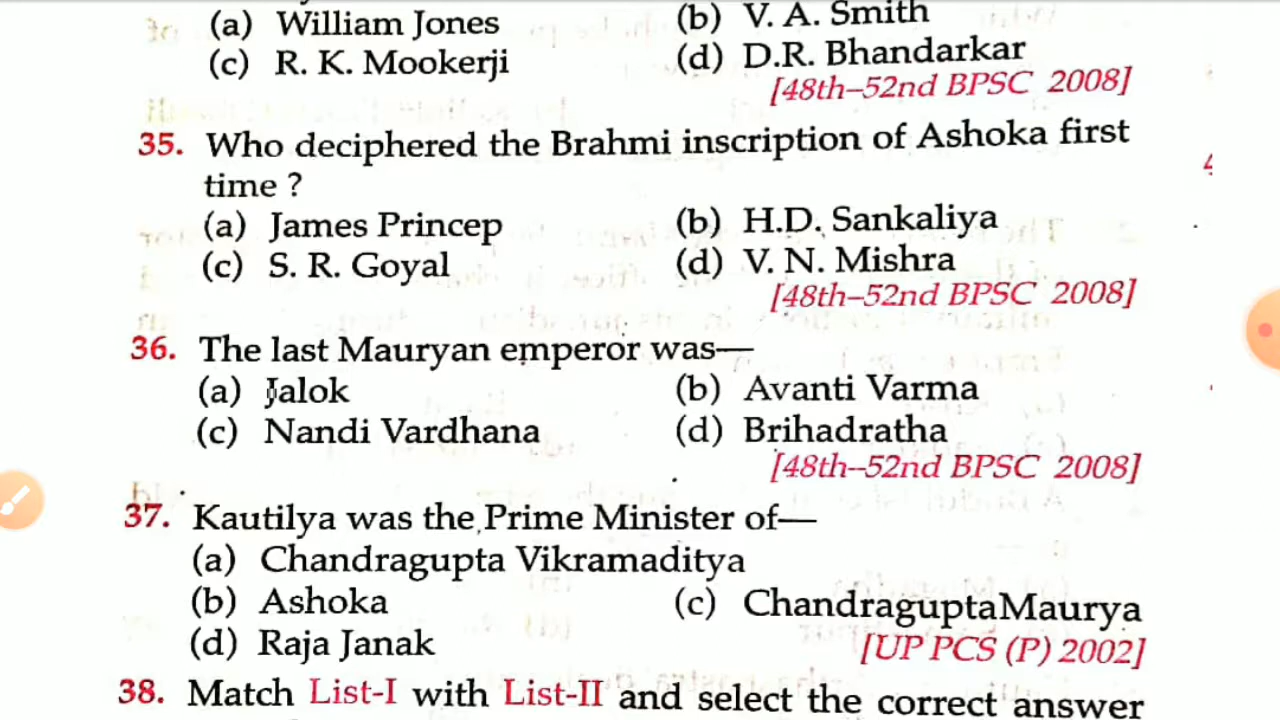 (a) William Jones (b) V. A. Smith
(c) R. K. Mookerji (d) D.R. Bhandarkar
[48th–52nd BPSC 2008]
35. Who deciphered the Brahmi inscription of Ashoka first
time ?
(a) James Princep (b) H.D. Sankaliya
(c) S. R. Goyal (d) V. N. Mishra
[48th–52nd BPSC 2008]
36. The last Mauryan emperor was—
(a) Jalok (b) Avanti Varma
(c) Nandi Vardhana (d) Brihadratha
[48th–52nd BPSC 2008]
37. Kautilya was the Prime Minister of—
(a) Chandragupta Vikramaditya
(b) Ashoka (c) Chandragupta Maurya
(d) Raja Janak
[UP PCS (P) 2002]
38. Match List-I with List-II and select the correct answer